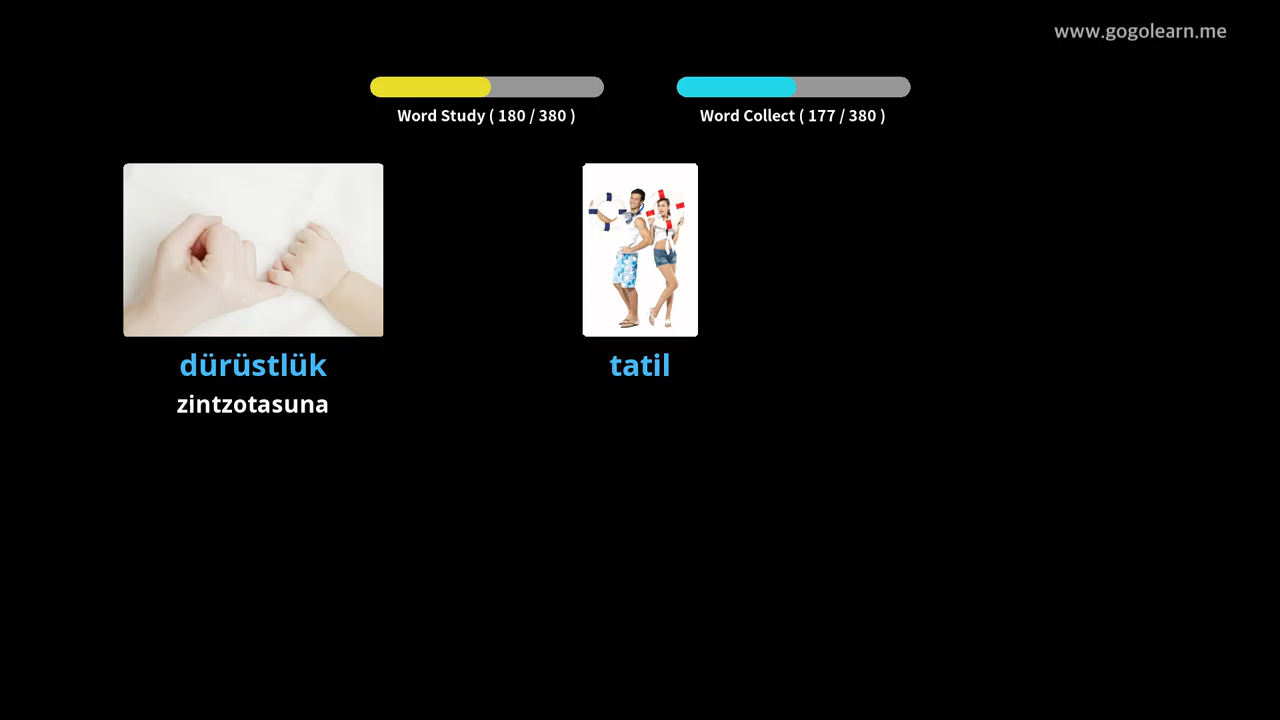 www.gogolearn.me
Word Study ( 180 / 380 )
Word Collect ( 177 / 380 )
dürüstlük
zintzotasuna
tatil